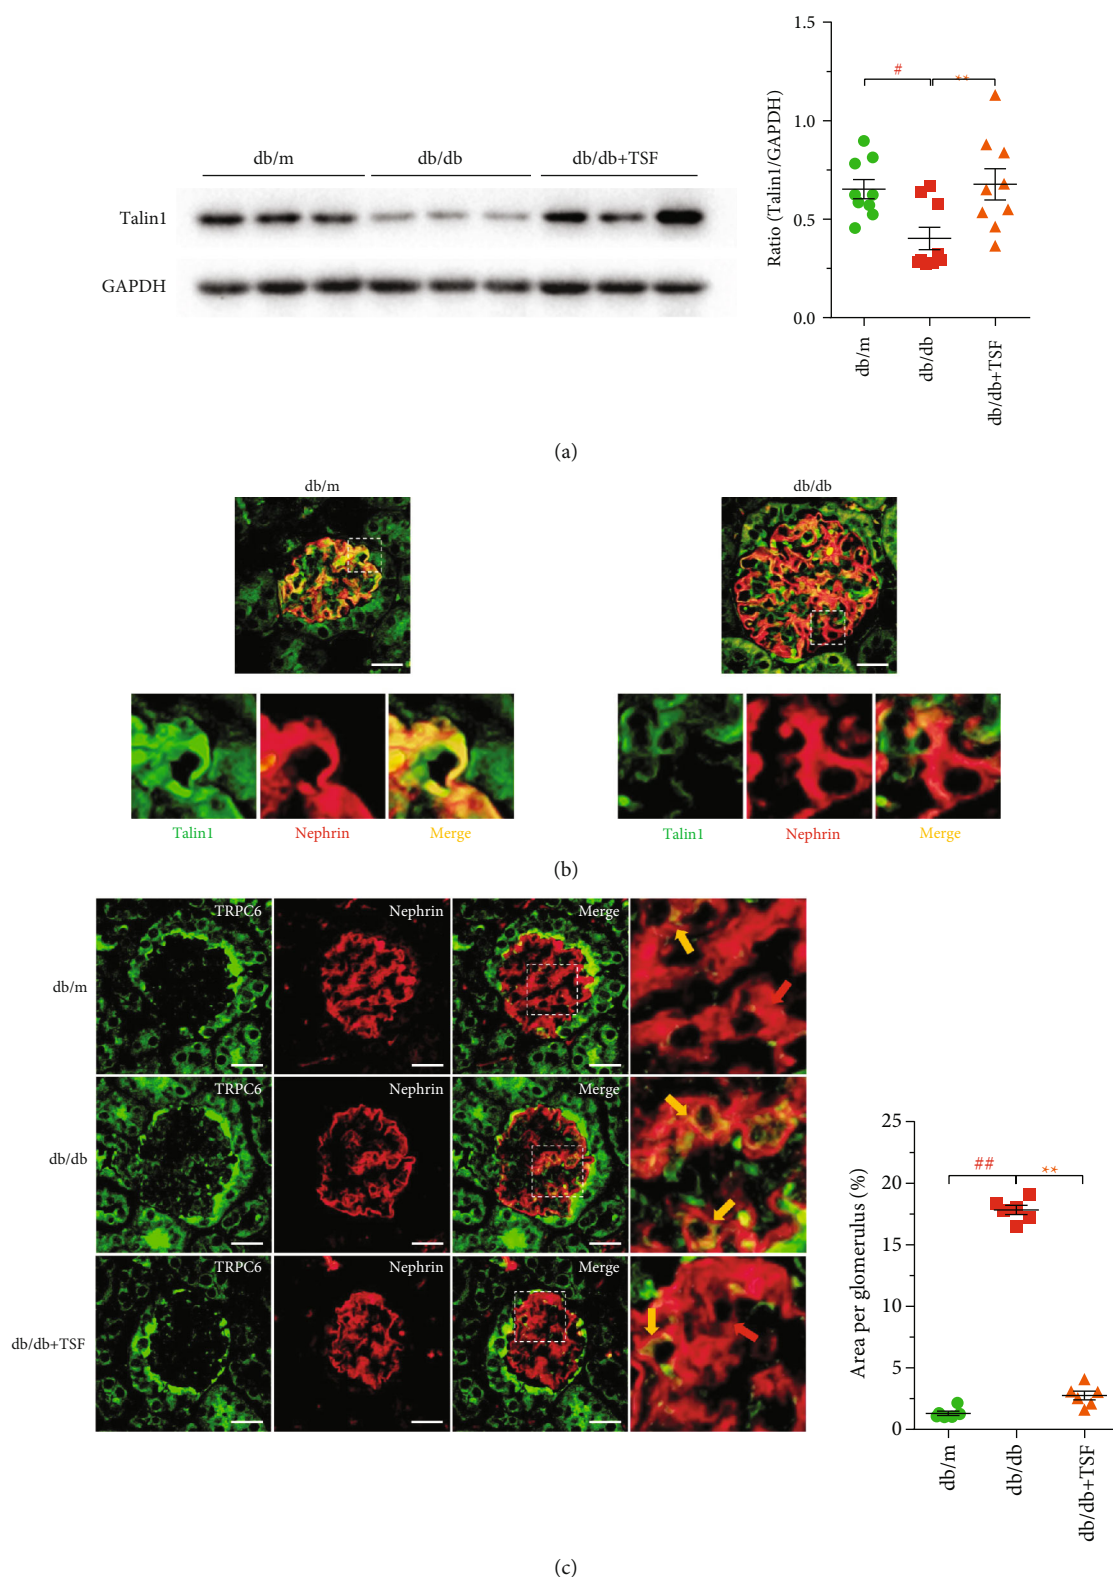 db/m db/db db/db+TSF
Talin1
GAPDH
1.5
1.0
0.5
0.0
Ratio (Talin1/GAPDH)
#
**
db/m
db/db
db/db+TSF
(a)
db/m
db/db
Talin1 Nephrin Merge
Talin1 Nephrin Merge
(b)
TRPC6 Nephrin Merge
db/m
TRPC6 Nephrin Merge
db/db
TRPC6 Nephrin Merge
db/db+TSF
25
20
15
10
5
0
Area per glomerulus (%)
##
**
db/m
db/db
db/db+TSF
(c)